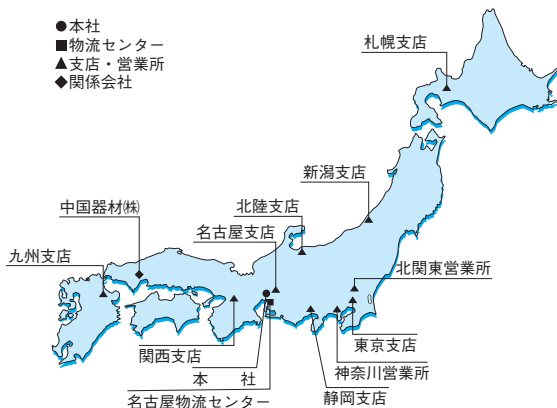 ●本社
■物流センター
▲支店・営業所
◆関係会社
札幌支店
新潟支店
中国器材㈱
北陸支店
名古屋支店
九州支店
北関東営業所
関西支店
東京支店
本　社
神奈川営業所
名古屋物流センター
静岡支店